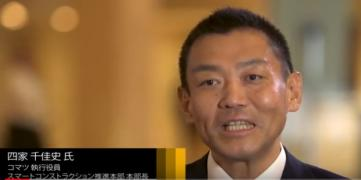 四家 千佳史 氏
コマツ 執行役員
スマートコンストラクション推進本部 本部長